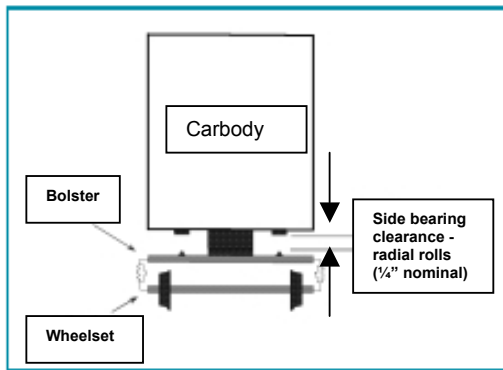 Carbody
Bolster
Side bearing
clearance -
radial rolls
(¼” nominal)
Wheelset